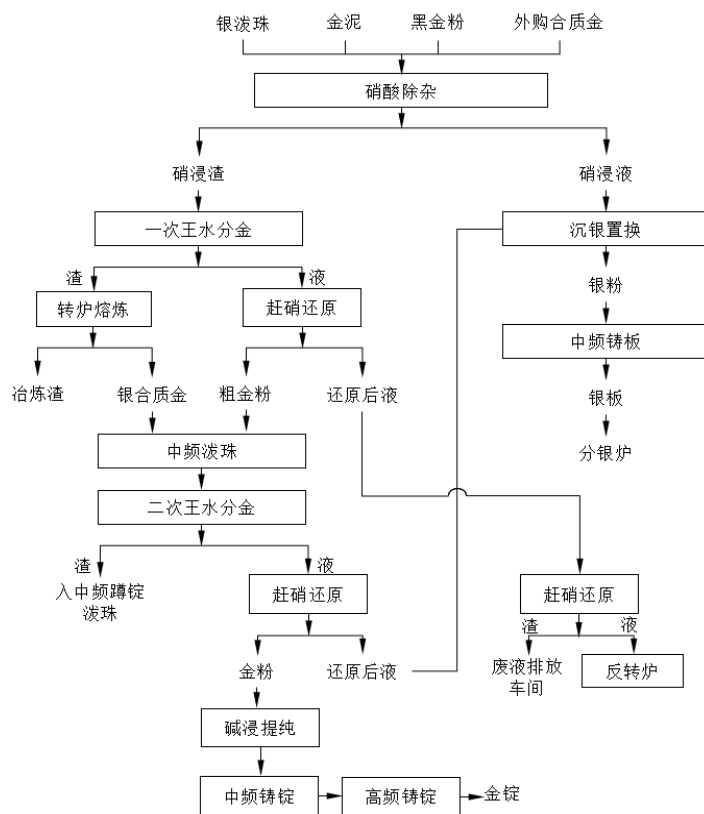 银泼珠 金泥 黑金粉 外购合质金
硝酸除杂
硝浸渣 硝浸液
一次王水分金 沉银置换
渣 液
银粉
转炉熔炼 赶硝还原
中频铸板
冶炼渣 银合质金 粗金粉 还原后液 银板
中频泼珠 分银炉
二次王水分金
渣 液
入中频蹲锭
泼珠
赶硝还原 赶硝还原
渣 液
金粉 还原后液 废液排放
车间
反转炉
碱浸提纯
中频铸锭 高频铸锭 金锭